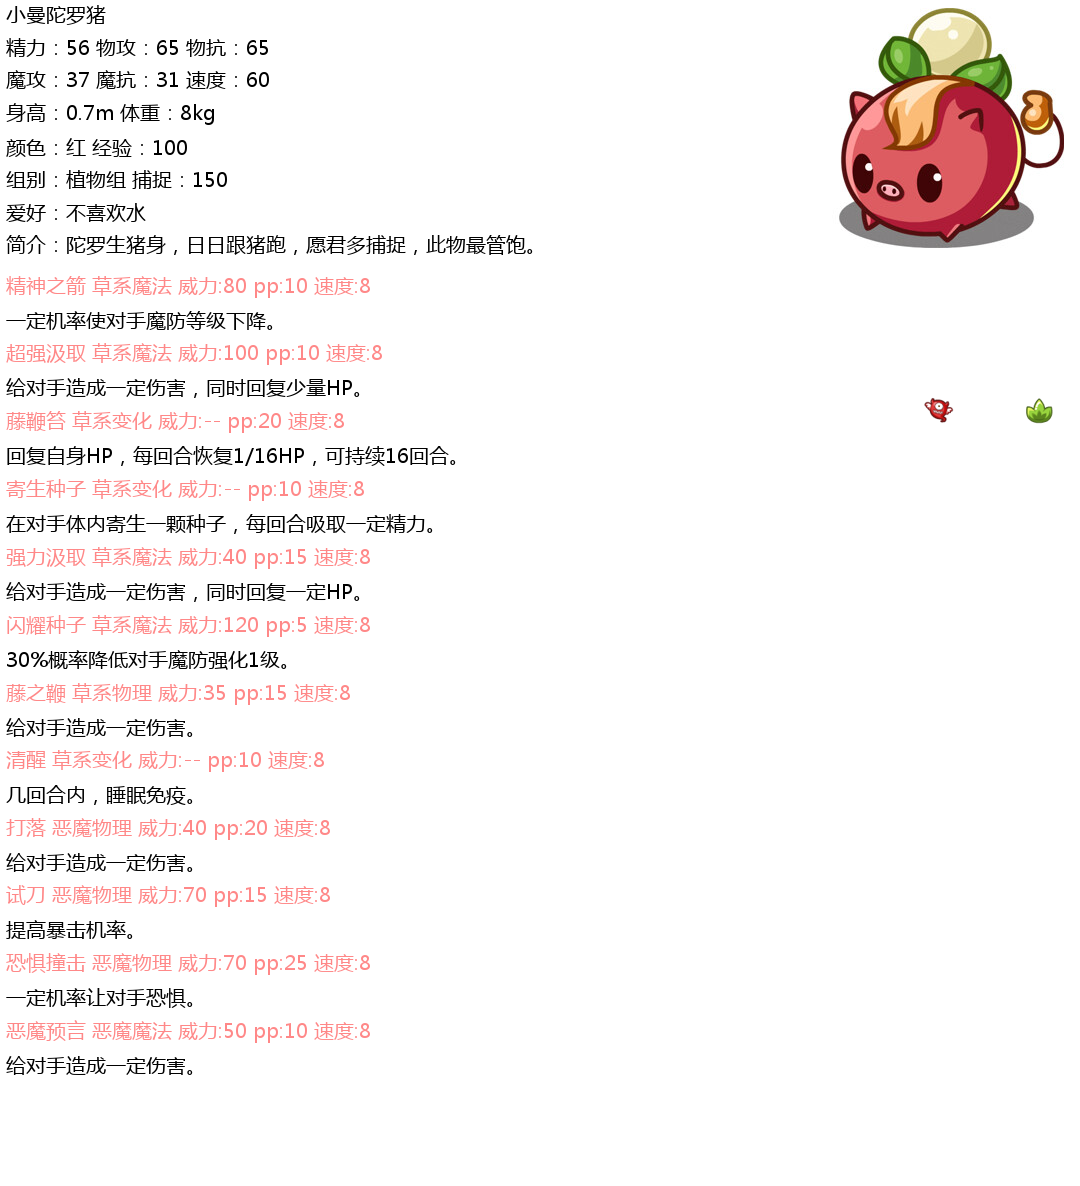 小曼陀罗猪
精力：56 物攻：65 物抗：65
魔攻：37 魔抗：31 速度：60
身高：0.7m 体重：8kg
颜色：红 经验：100
组别：植物组 捕捉：150
爱好：不喜欢水
简介：陀罗生猪身，日日跟猪跑，愿君多捕捉，此物最管饱。
精神之箭 草系魔法 威力:80 pp:10 速度:8
一定机率使对手魔防等级下降。
超强汲取 草系魔法 威力:100 pp:10 速度:8
给对手造成一定伤害，同时回复少量HP。
藤鞭笞 草系变化 威力:-- pp:20 速度:8
回复自身HP，每回合恢复1/16HP，可持续16回合。
寄生种子 草系变化 威力:-- pp:10 速度:8
在对手体内寄生一颗种子，每回合吸取一定精力。
强力汲取 草系魔法 威力:40 pp:15 速度:8
给对手造成一定伤害，同时回复一定HP。
闪耀种子 草系魔法 威力:120 pp:5 速度:8
30%概率降低对手魔防强化1级。
藤之鞭 草系物理 威力:35 pp:15 速度:8
给对手造成一定伤害。
清醒 草系变化 威力:-- pp:10 速度:8
几回合内，睡眠免疫。
打落 恶魔物理 威力:40 pp:20 速度:8
给对手造成一定伤害。
试刀 恶魔物理 威力:70 pp:15 速度:8
提高暴击机率。
恐惧撞击 恶魔物理 威力:70 pp:25 速度:8
一定机率让对手恐惧。
恶魔预言 恶魔魔法 威力:50 pp:10 速度:8
给对手造成一定伤害。